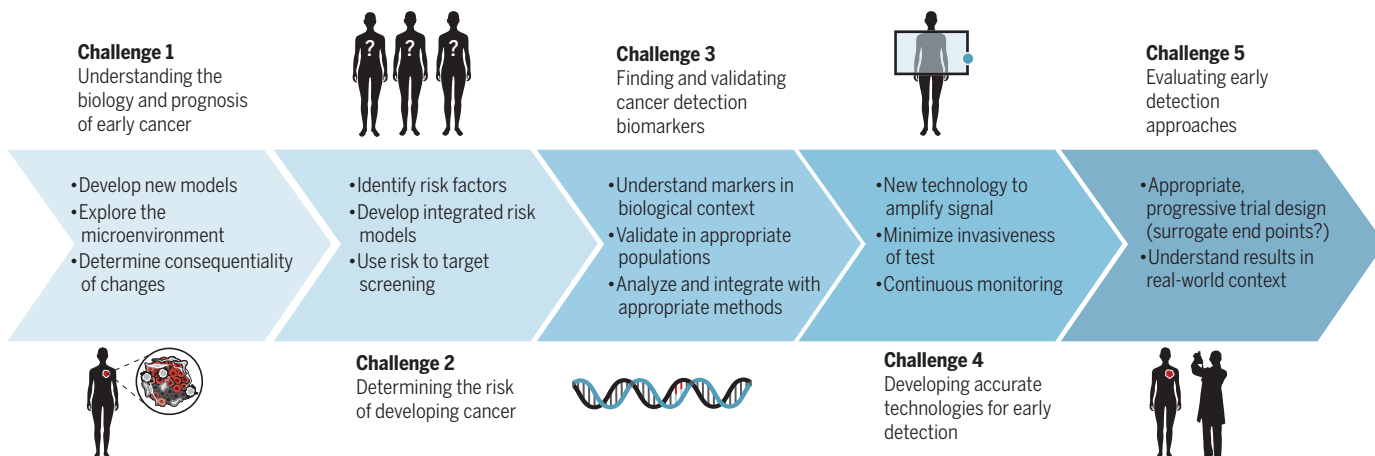 Challenge 1
Understanding the
biology and prognosis
of early cancer
•Develop new models
•Explore the
microenvironment
•Determine consequentiality
of changes
? ? ?
•Identify risk factors
•Develop integrated risk
models
•Use risk to target
screening
Challenge 2
Determining the risk
of developing cancer
Challenge 3
Finding and validating
cancer detection
biomarkers
•Understand markers in
biological context
•Validate in appropriate
populations
•Analyze and integrate with
appropriate methods
•New technology to
amplify signal
•Minimize invasiveness
of test
•Continuous monitoring
Challenge 4
Developing accurate
technologies for early
detection
Challenge 5
Evaluating early
detection
approaches
•Appropriate,
progressive trial design
(surrogate end points?)
•Understand results in
real-world context